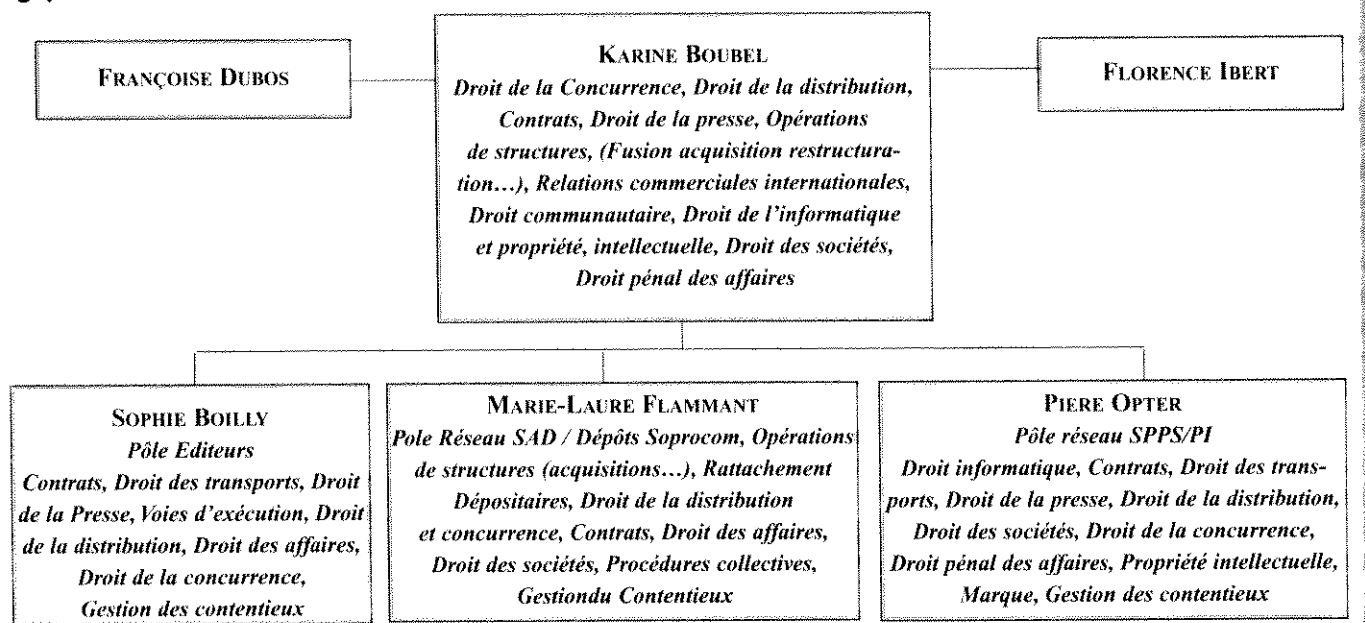 FRANÇOISE DUBOS
KARINE BOUBEL
Droit de la Concurrence, Droit de la distribution,
Contrats, Droit de la presse, Opérations
de structures, (Fusion acquisition restructura-
tion…), Relations commerciales internationales,
Droit communautaire, Droit de l'informatique
et propriété, intellectuelle, Droit des sociétés,
Droit pénal des affaires
FLORENCE IBERT
SOPHIE BOILLY
Pôle Editeurs
Contrats, Droit des transports, Droit
de la Presse, Voies d'exécution, Droit
de la distribution, Droit des affaires,
Droit de la concurrence,
Gestion des contentieux
MARIE-LAURE FLAMMANT
Pole Réseau SAD / Dépôts Soprocom, Opérations
de structures (acquisitions…), Rattachement
Dépositaires, Droit de la distribution
et concurrence, Contrats, Droit des affaires,
Droit des sociétés, Procédures collectives,
Gestiondu Contentieux
PIERE OPTER
Pôle réseau SPPS/PI
Droit informatique, Contrats, Droit des trans-
ports, Droit de la presse, Droit de la distribution,
Droit des sociétés, Droit de la concurrence,
Droit pénal des affaires, Propriété intellectuelle,
Marque, Gestion des contentieux